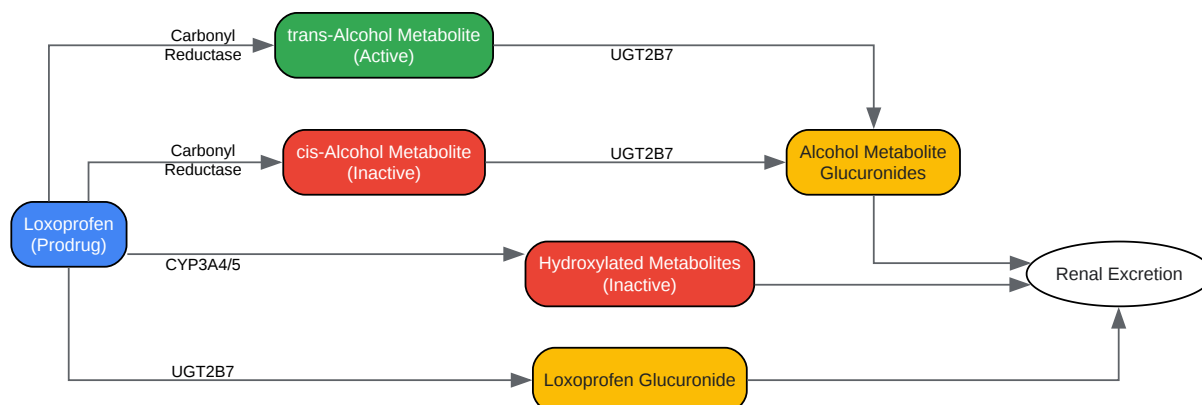 Carbonyl
Reductase
trans-Alcohol Metabolite
(Active)
UGT2B7
Carbonyl
Reductase
cis-Alcohol Metabolite
(Inactive)
UGT2B7
Alcohol Metabolite
Glucuronides
Loxoprofen
(Prodrug)
CYP3A4/5
Hydroxylated Metabolites
(Inactive)
Renal Excretion
UGT2B7
Loxoprofen Glucuronide